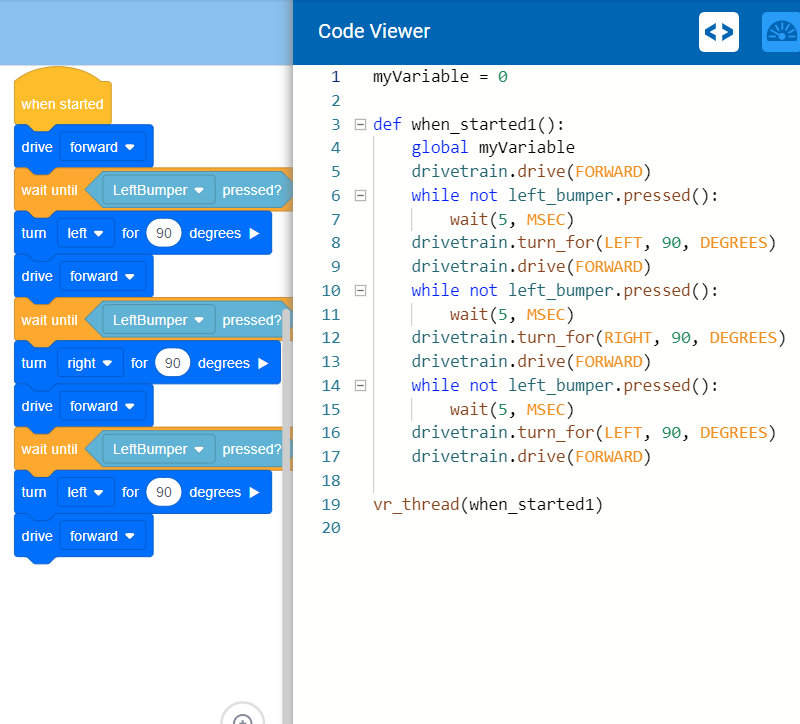 Code Viewer
<>
when started
drive forward
wait until LeftBumper pressed?
turn left for 90 degrees
drive forward
wait until LeftBumper pressed?
turn right for 90 degrees
drive forward
wait until LeftBumper pressed?
turn left for 90 degrees
drive forward
1 myVariable = 0
2
3 def when_started1():
4 global myVariable
5 drivetrain.drive(FORWARD)
6 while not left_bumper.pressed():
7 wait(5, MSEC)
8 drivetrain.turn_for(LEFT, 90, DEGREES)
9 drivetrain.drive(FORWARD)
10 while not left_bumper.pressed():
11 wait(5, MSEC)
12 drivetrain.turn_for(RIGHT, 90, DEGREES)
13 drivetrain.drive(FORWARD)
14 while not left_bumper.pressed():
15 wait(5, MSEC)
16 drivetrain.turn_for(LEFT, 90, DEGREES)
17 drivetrain.drive(FORWARD)
18
19 vr_thread(when_started1)
20